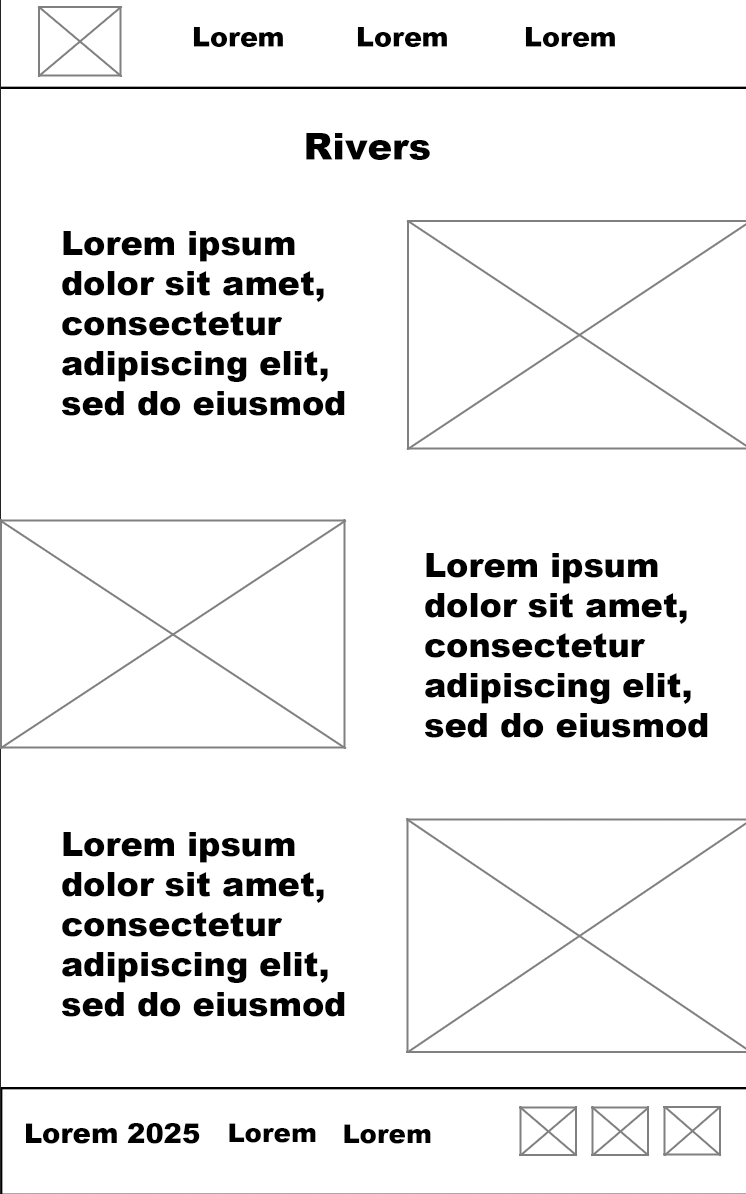 Lorem Lorem Lorem
Rivers
Lorem ipsum
dolor sit amet,
consectetur
adipiscing elit,
sed do eiusmod
Lorem ipsum
dolor sit amet,
consectetur
adipiscing elit,
sed do eiusmod
Lorem ipsum
dolor sit amet,
consectetur
adipiscing elit,
sed do eiusmod
Lorem 2025 Lorem Lorem